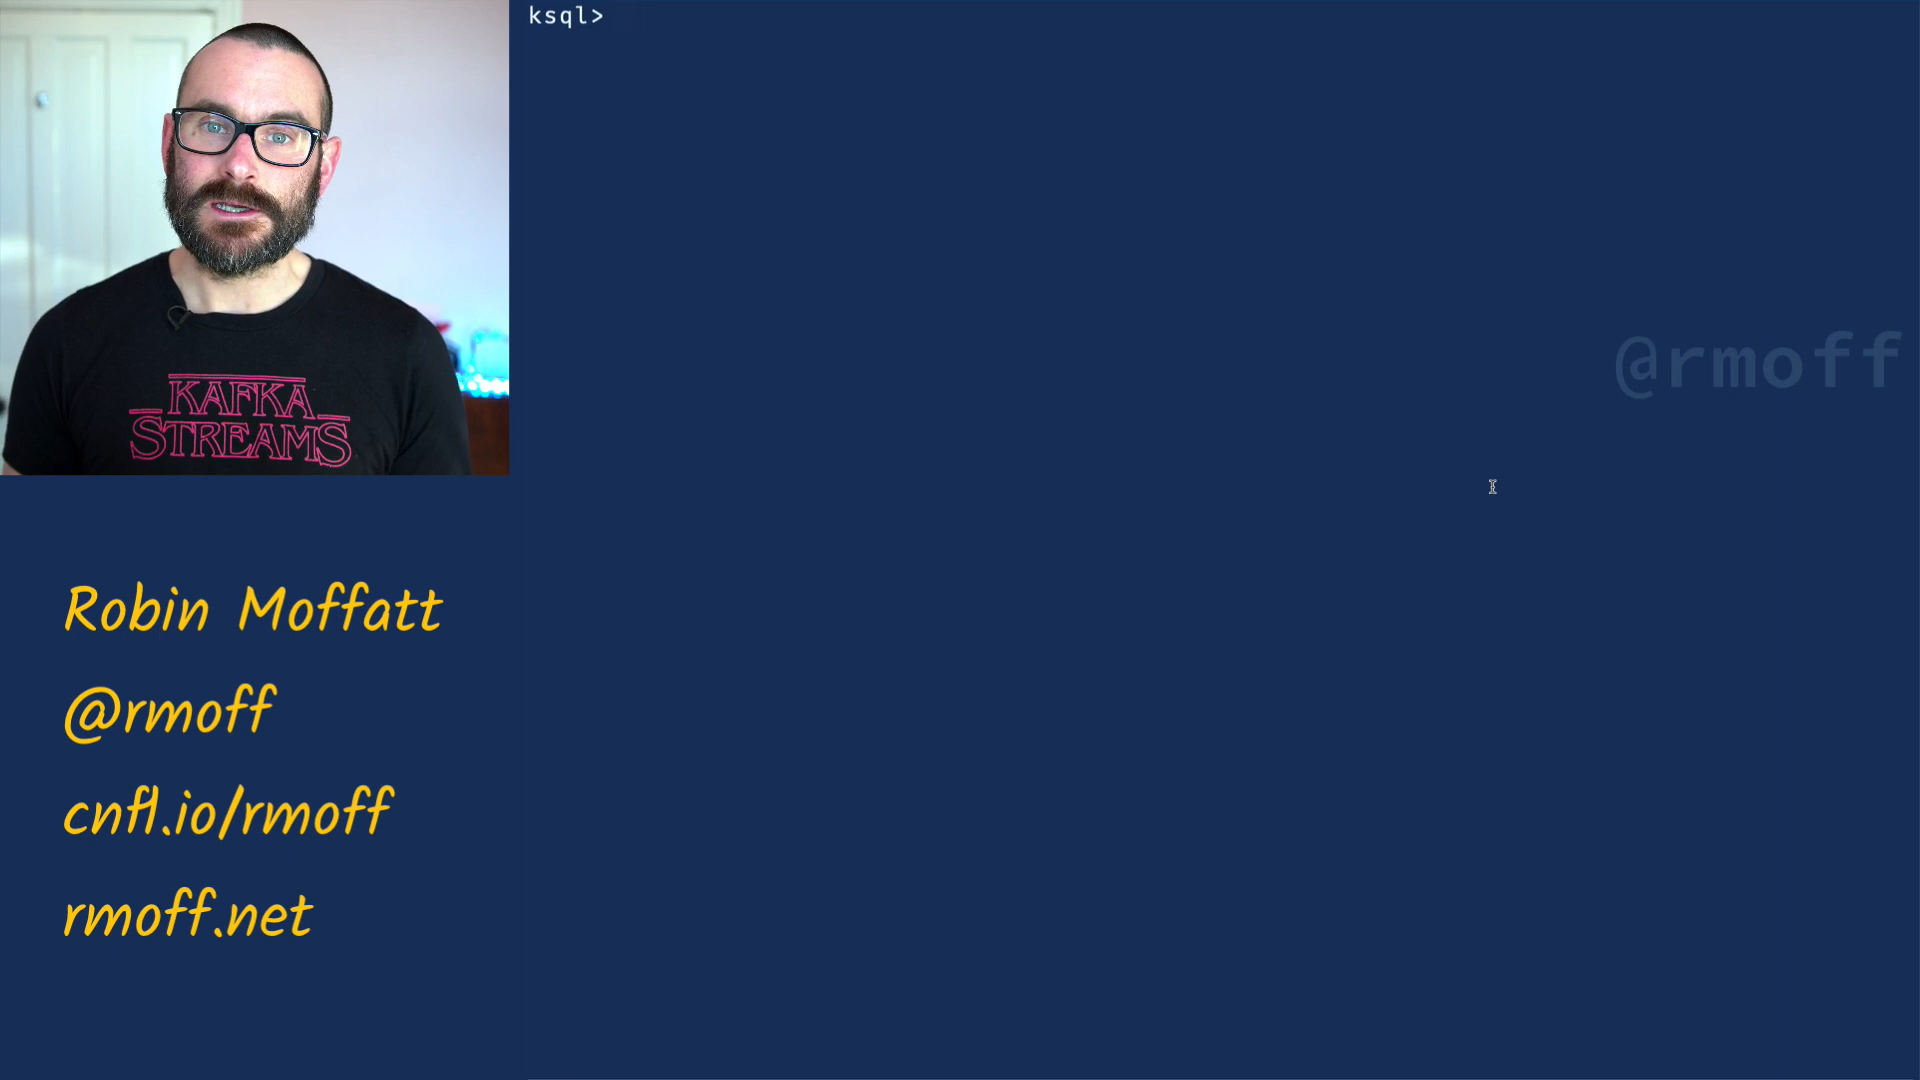 ksql>
KAFKA
STREAMS
@rmoff
Robin Moffatt
@rmoff
cnfl.io/rmoff
rmoff.net